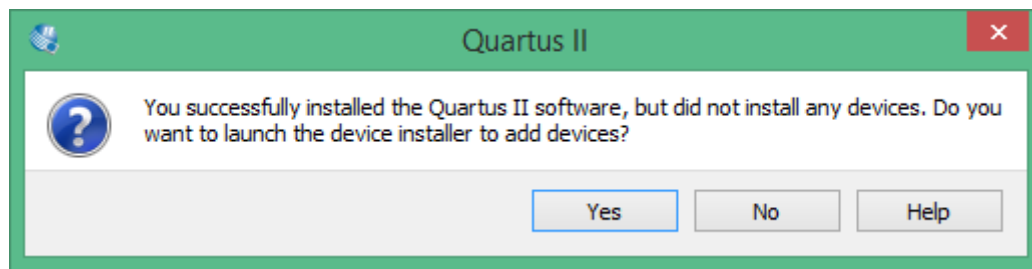 Quartus II
You successfully installed the Quartus II software, but did not install any devices. Do you
want to launch the device installer to add devices?
Yes No Help